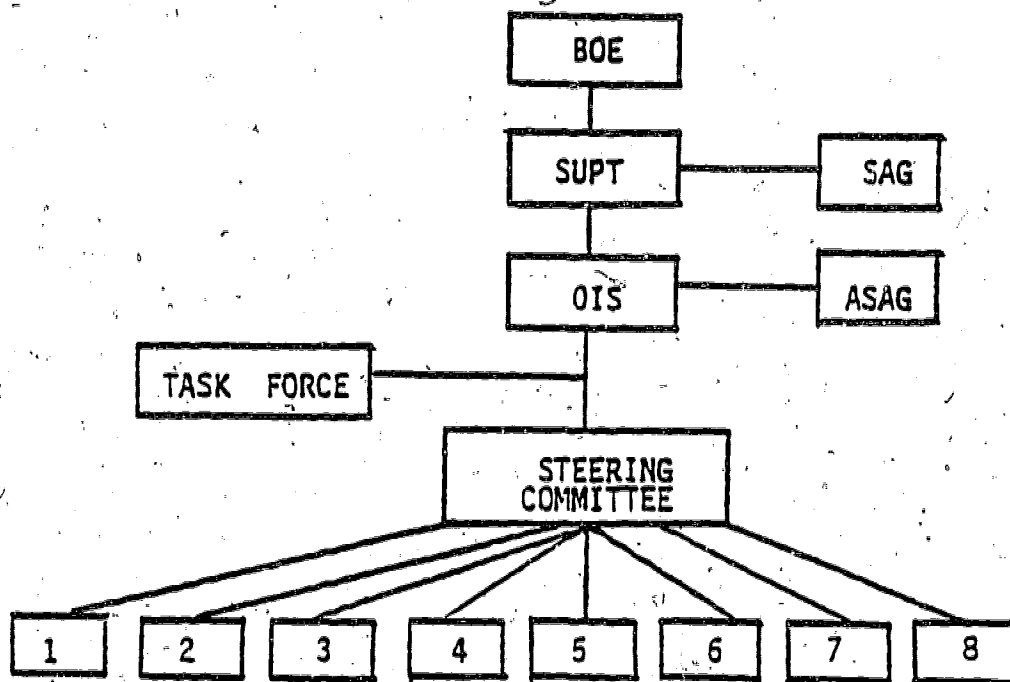 BOE
SUPT
SAG
OIS
ASAG
TASK FORCE
STEERING
COMMITTEE
1
2
3
4
5
6
7
8